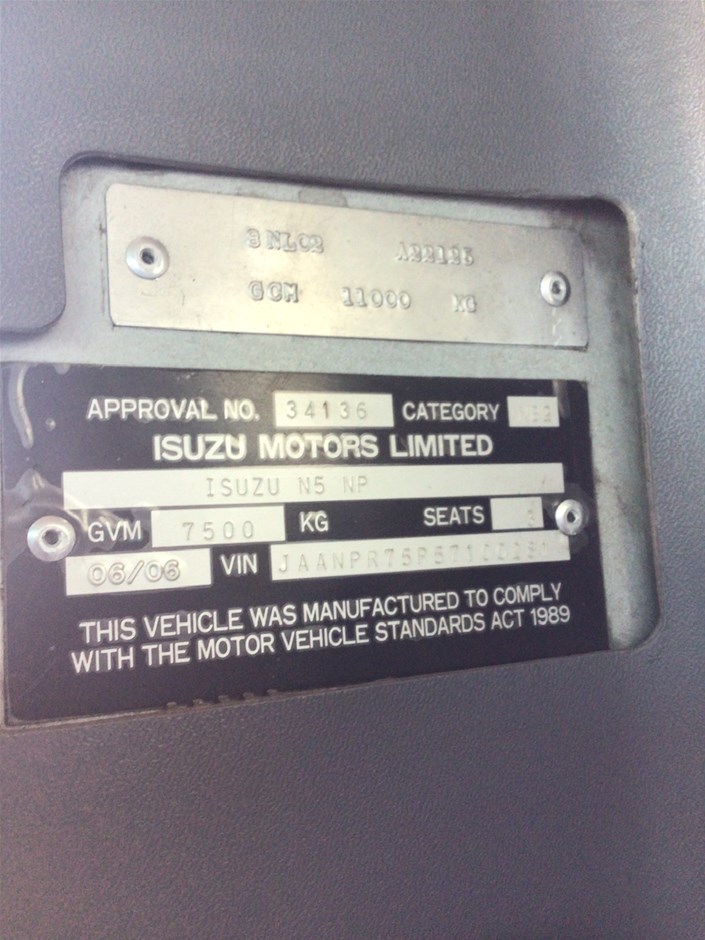 A22123
GCM 11000 KG
APPROVAL NO. 34136 CATEGORY
ISUZU MOTORS LIMITED
ISUZU N5 NP
GVM 7500 KG SEATS
06/06 VIN
THIS VEHICLE WAS MANUFACTURED TO COMPLY
WITH THE MOTOR VEHICLE STANDARDS ACT 1989